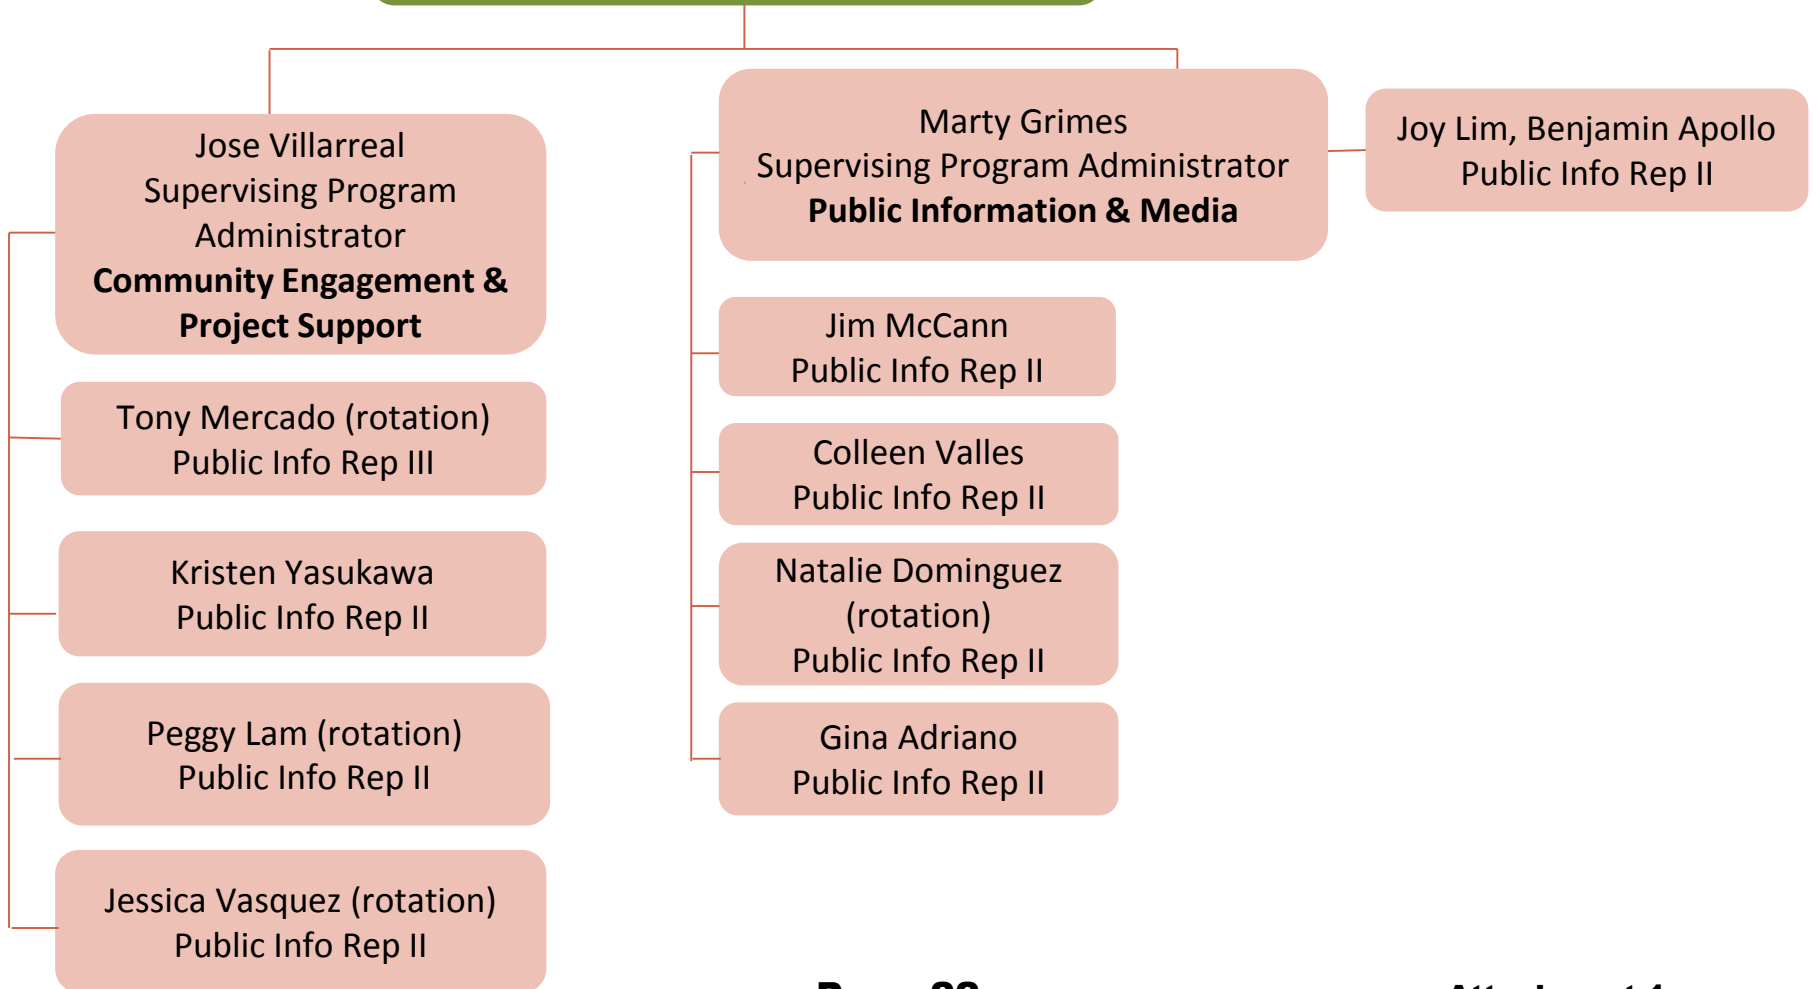 Jose Villarreal
Supervising Program
Administrator
Community Engagement &
Project Support
Tony Mercado (rotation)
Public Info Rep III
Kristen Yasukawa
Public Info Rep II
Peggy Lam (rotation)
Public Info Rep II
Jessica Vasquez (rotation)
Public Info Rep II
Marty Grimes
Supervising Program Administrator
Public Information & Media
Jim McCann
Public Info Rep II
Colleen Valles
Public Info Rep II
Natalie Dominguez
(rotation)
Public Info Rep II
Gina Adriano
Public Info Rep II
Joy Lim, Benjamin Apollo
Public Info Rep II